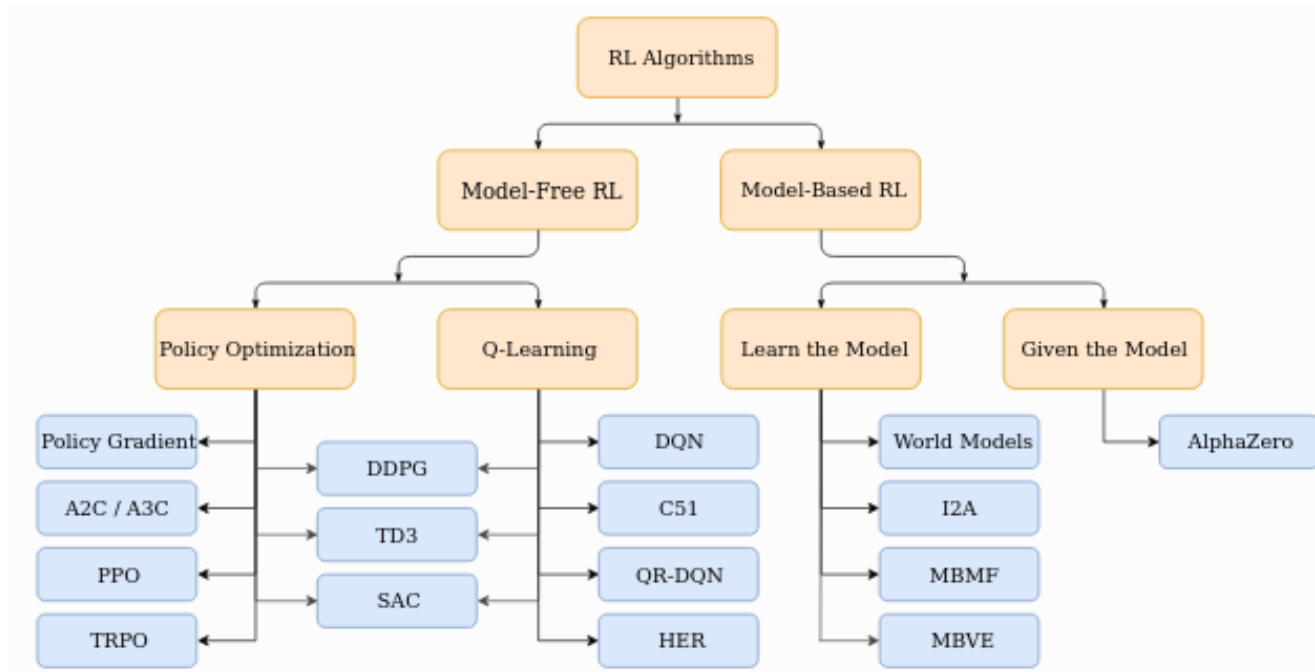 RL Algorithms
Model-Free RL
Model-Based RL
Policy Optimization
Q-Learning
Learn the Model
Given the Model
Policy Gradient
DDPG
DQN
World Models
AlphaZero
A2C / A3C
TD3
C51
I2A
PPO
SAC
QR-DQN
MBMF
TRPO
HER
MBVE